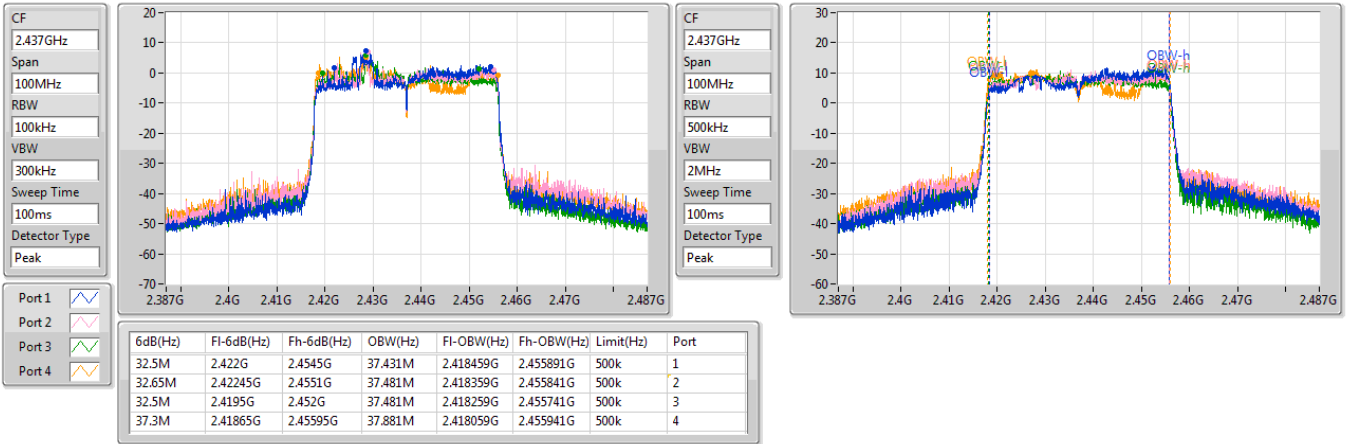 CF
2.437GHz
Span
100MHz
RBW
100kHz
VBW
300kHz
Sweep Time
100ms
Detector Type
Peak
20
10
0
-10
-20
-30
-40
-50
-60
-70
2.387G 2.4G 2.41G 2.42G 2.43G 2.44G 2.45G 2.46G 2.47G 2.487G
CF
2.437GHz
Span
100MHz
RBW
500kHz
VBW
2MHz
Sweep Time
100ms
Detector Type
Peak
30
20
10
0
-10
-20
-30
-40
-50
-60
2.387G 2.4G 2.41G 2.42G 2.43G 2.44G 2.45G 2.46G 2.47G 2.487G
OBW-h
OBW-h
Port 1
Port 2
Port 3
Port 4
6dB(Hz) Fl-6dB(Hz) Fh-6dB(Hz) OBW(Hz) Fl-OBW(Hz) Fh-OBW(Hz) Limit(Hz) Port
32.5M 2.422G 2.4545G 37.431M 2.418459G 2.455891G 500k 1
32.65M 2.42245G 2.4551G 37.481M 2.418359G 2.455841G 500k 2
32.5M 2.4195G 2.452G 37.481M 2.418259G 2.455741G 500k 3
37.3M 2.41865G 2.45595G 37.881M 2.418059G 2.455941G 500k 4